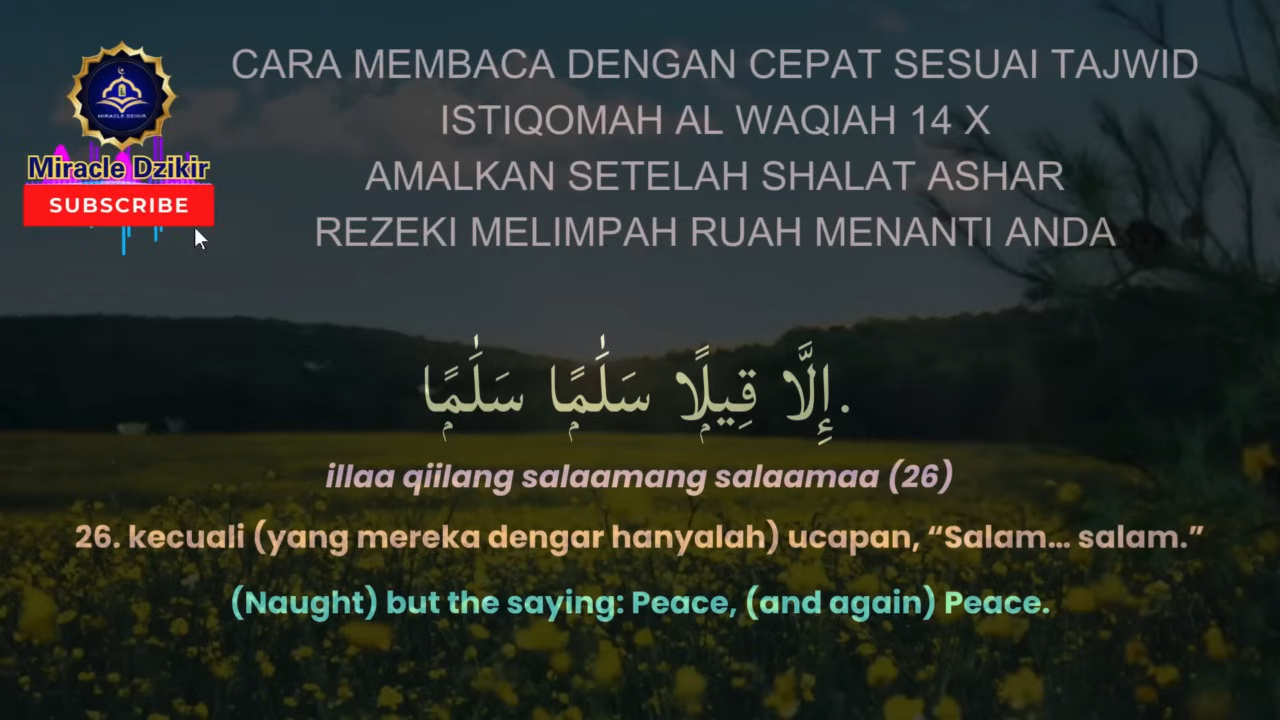 CARA MEMBACA DENGAN CEPAT SESUAI TAJWID
ISTIQOMAH AL WAQIAH 14 X
AMALKAN SETELAH SHALAT ASHAR
REZEKI MELIMPAH RUAH MENANTI ANDA
MIRACLE DZIKIR
Miracle Dzikir
SUBSCRIBE
.إِلَّا قِيلًۭا سَلَـٰمًۭا سَلَـٰمًۭا
illaa qiilang salaamang salaamaa (26)
26. kecuali (yang mereka dengar hanyalah) ucapan, “Salam... salam.”
(Naught) but the saying: Peace, (and again) Peace.